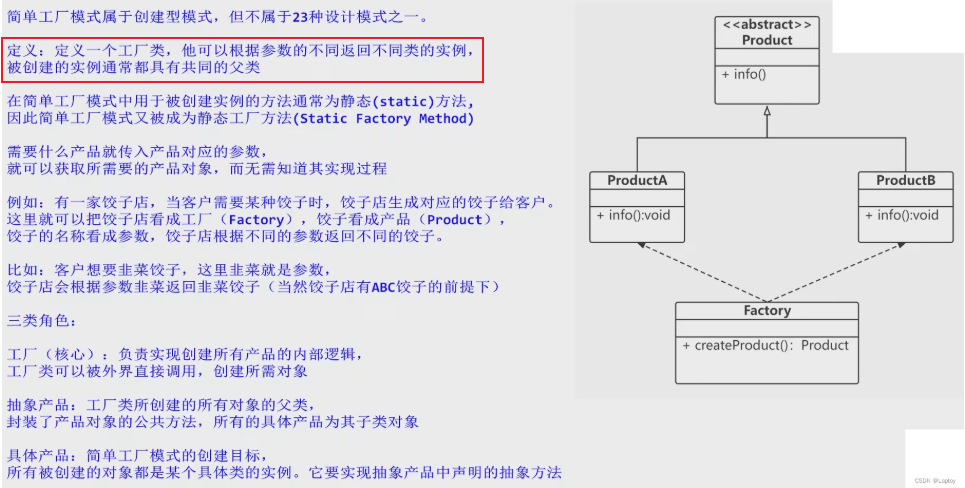 简单工厂模式属于创建型模式，但不属于23种设计模式之一。
定义：定义一个工厂类，他可以根据参数的不同返回不同类的实例，
被创建的实例通常都具有共同的父类
在简单工厂模式中用于被创建实例的方法通常为静态(static)方法，
因此简单工厂模式又被成为静态工厂方法(Static Factory Method)
需要什么产品就传入产品对应的参数，
就可以获取所需要的产品对象，而无需知道其实现过程
例如：有一家饺子店，当客户需要某种饺子时，饺子店生成对应的饺子给客户。
这里就可以把饺子店看成工厂（Factory），饺子看成产品（Product），
饺子的名称看成参数，饺子店根据不同的参数返回不同的饺子。
比如：客户想要韭菜饺子，这里韭菜就是参数，
饺子店会根据参数韭菜返回韭菜饺子（当然饺子店有ABC饺子的前提下）
三类角色：
工厂（核心）：负责实现创建所有产品的内部逻辑，
工厂类可以被外界直接调用，创建所需对象
抽象产品：工厂类所创建的所有对象的父类，
封装了产品对象的公共方法，所有的具体产品为其子类对象
具体产品：简单工厂模式的创建目标，
所有被创建的对象都是某个具体类的实例。它要实现抽象产品中声明的抽象方法
<<abstract>>
Product
+ info()
ProductA
+ info():void
ProductB
+ info():void
Factory
+ createProduct()：Product
CSDN @Loptoy